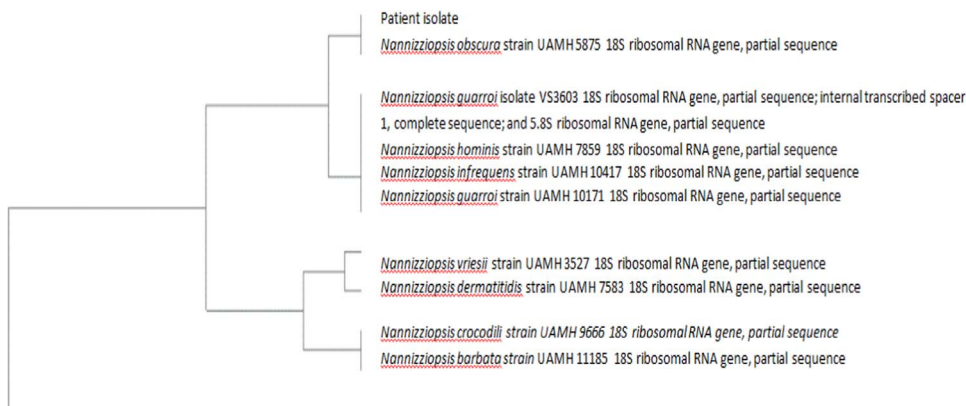 Patient isolate
Nannizziopsis obscura strain UAMH 5875 18S ribosomal RNA gene, partial sequence
Nannizziopsis guarroi isolate VS3603 18S ribosomal RNA gene, partial sequence; internal transcribed spacer
1, complete sequence; and 5.8S ribosomal RNA gene, partial sequence
Nannizziopsis hominis strain UAMH 7859 18S ribosomal RNA gene, partial sequence
Nannizziopsis infrequens strain UAMH 10417 18S ribosomal RNA gene, partial sequence
Nannizziopsis guarroi strain UAMH 10171 18S ribosomal RNA gene, partial sequence
Nannizziopsis vriesii strain UAMH 3527 18S ribosomal RNA gene, partial sequence
Nannizziopsis dermatitidis strain UAMH 7583 18S ribosomal RNA gene, partial sequence
Nannizziopsis crocodili strain UAMH 9666 18S ribosomal RNA gene, partial sequence
Nannizziopsis barbata strain UAMH 11185 18S ribosomal RNA gene, partial sequence